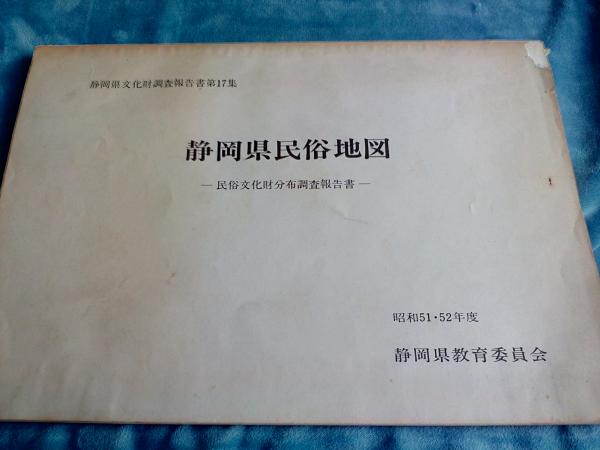 静岡県文化財調査報告書第17集
静岡県民俗地図
―民俗文化財分布調査報告書―
昭和51・52年度
静岡県教育委員会